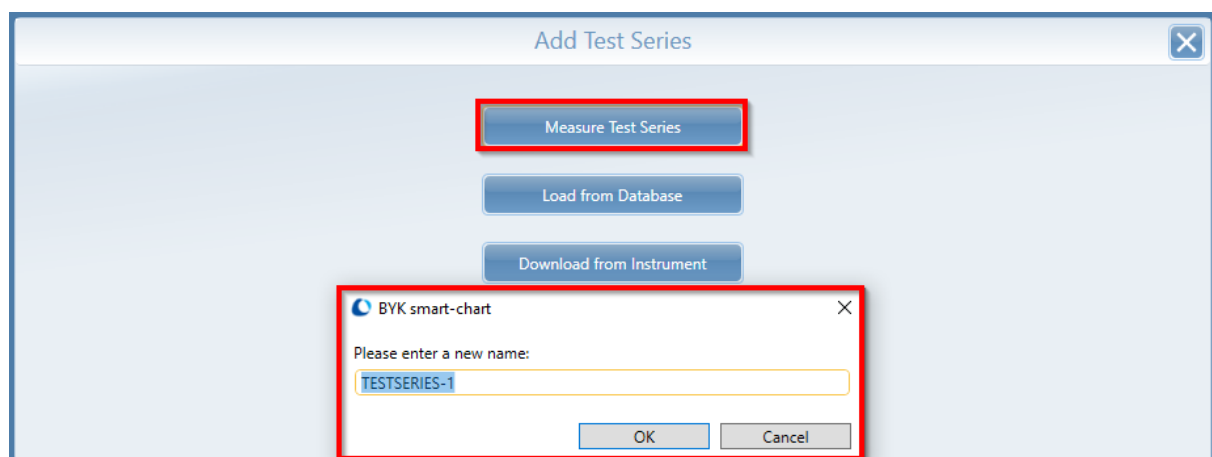 Add Test Series
Measure Test Series
Load from Database
Download from Instrument
BYK smart-chart
Please enter a new name:
TESTSERIES-1
OK Cancel